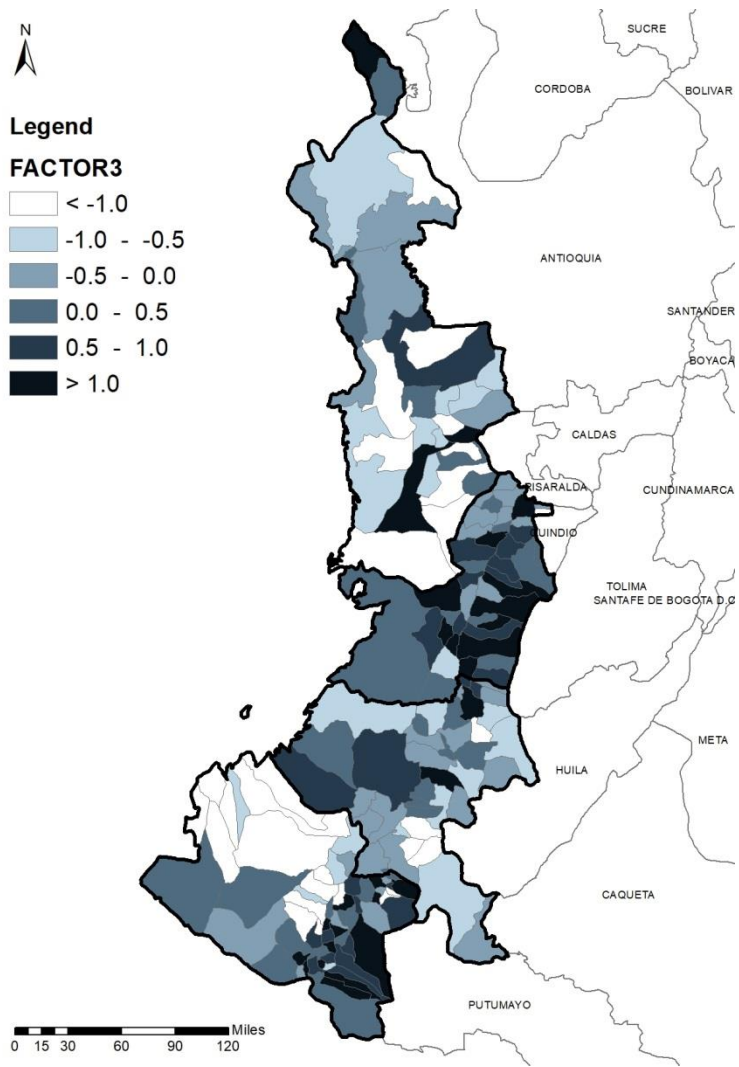 N
Legend
FACTOR3
< -1.0
-1.0 - -0.5
-0.5 - 0.0
0.0 - 0.5
0.5 - 1.0
> 1.0
SUCRE
CORDOBA
BOLIVAR
ANTIOQUIA
SANTANDER
BOYACA
CALDAS
RISARALDA
CUNDINAMARCA
QUINDIO
TOLIMA
SANTAFE DE BOGOTA D.C
META
HUILA
CAQUETA
PUTUMAYO
Miles
0 15 30 60 90 120